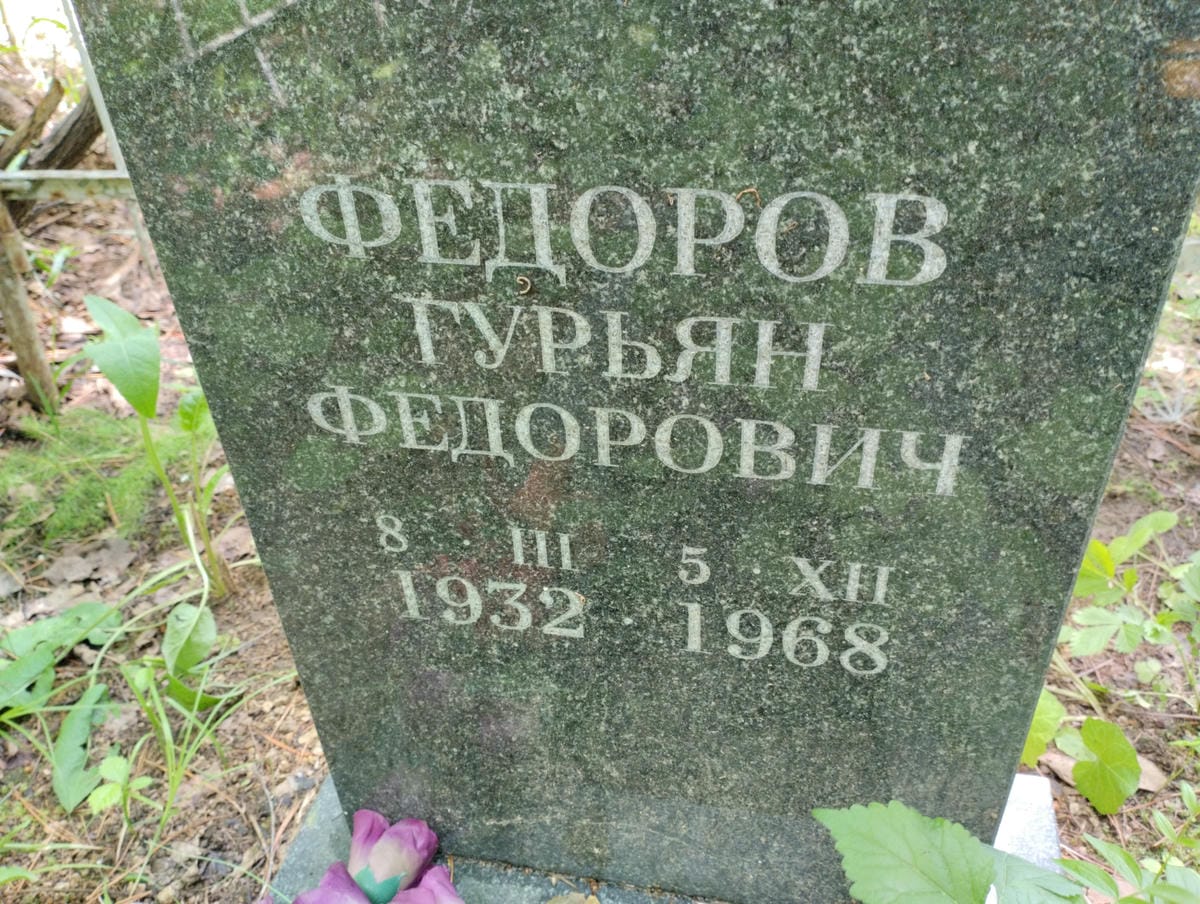 ФЕДОРОВ
ГУРЬЯН
ФЕДОРОВИЧ
8 · III 5 · XII
1932 · 1968